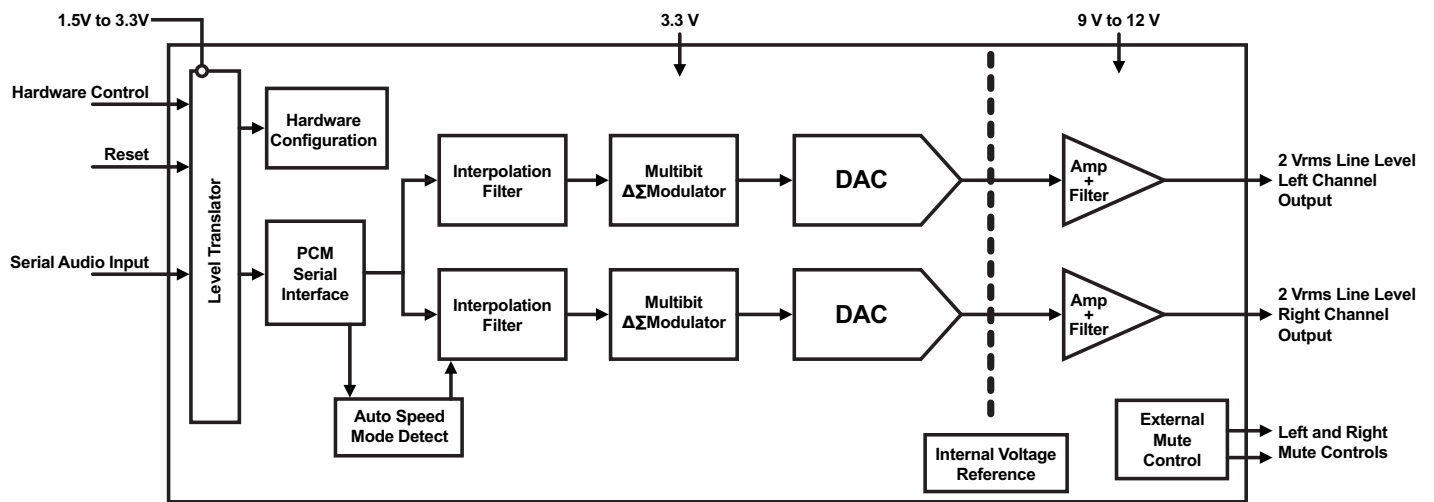 1.5V to 3.3V
3.3 V
9 V to 12 V
Hardware Control
Reset
Serial Audio Input
Level Translator
Hardware
Configuration
PCM
Serial
Interface
Auto Speed
Mode Detect
Interpolation
Filter
Multibit
ΔΣModulator
DAC
Amp
+
Filter
2 Vrms Line Level
Left Channel
Output
Interpolation
Filter
Multibit
ΔΣModulator
DAC
Amp
+
Filter
2 Vrms Line Level
Right Channel
Output
Internal Voltage
Reference
External
Mute
Control
Left and Right
Mute Controls